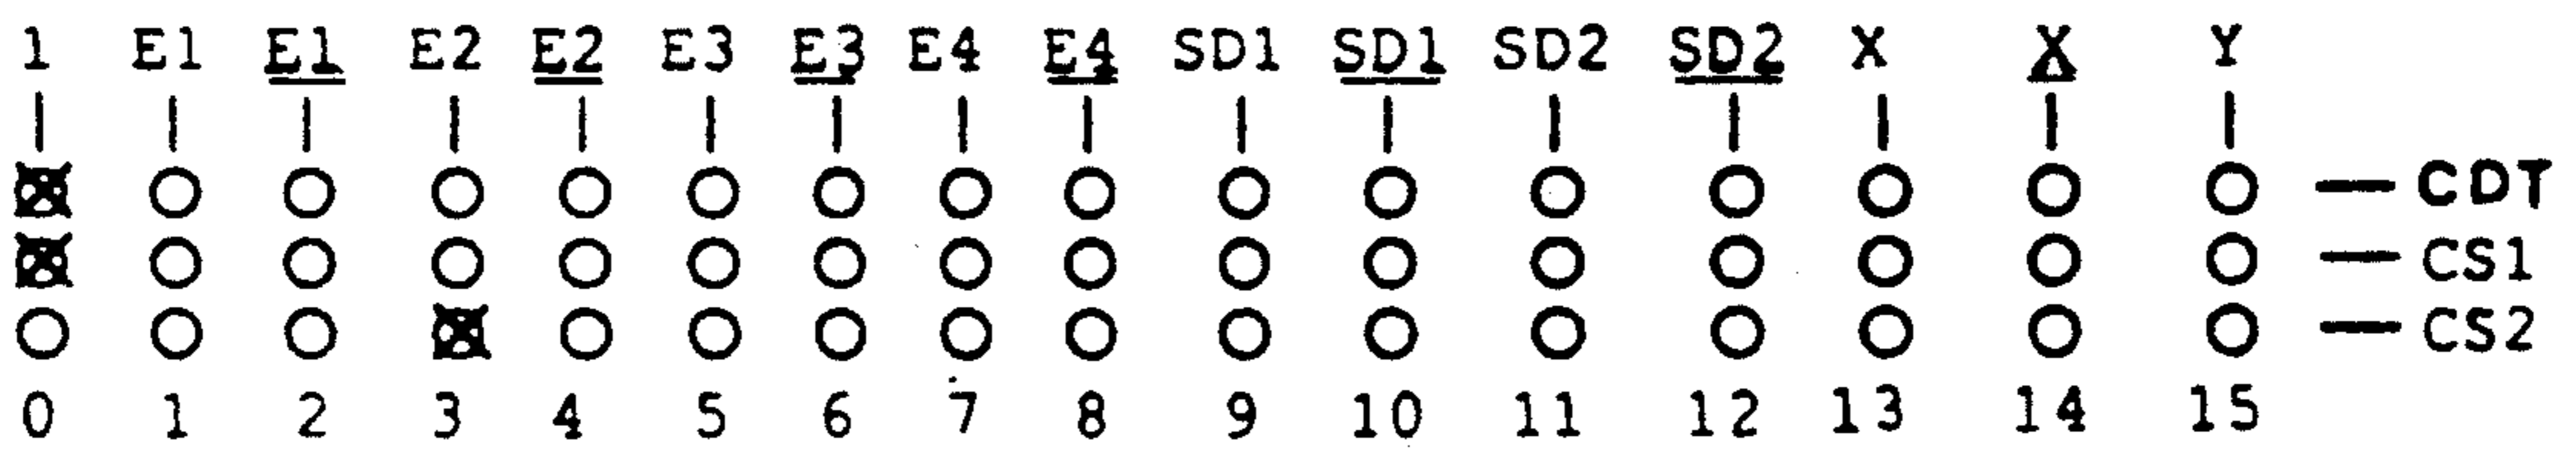 1 E1 E1 E2 E2 E3 E3 E4 E4 SD1 SD1 SD2 SD2 X X Y
CDT
CS1
CS2
0 1 2 3 4 5 6 7 8 9 10 11 12 13 14 15